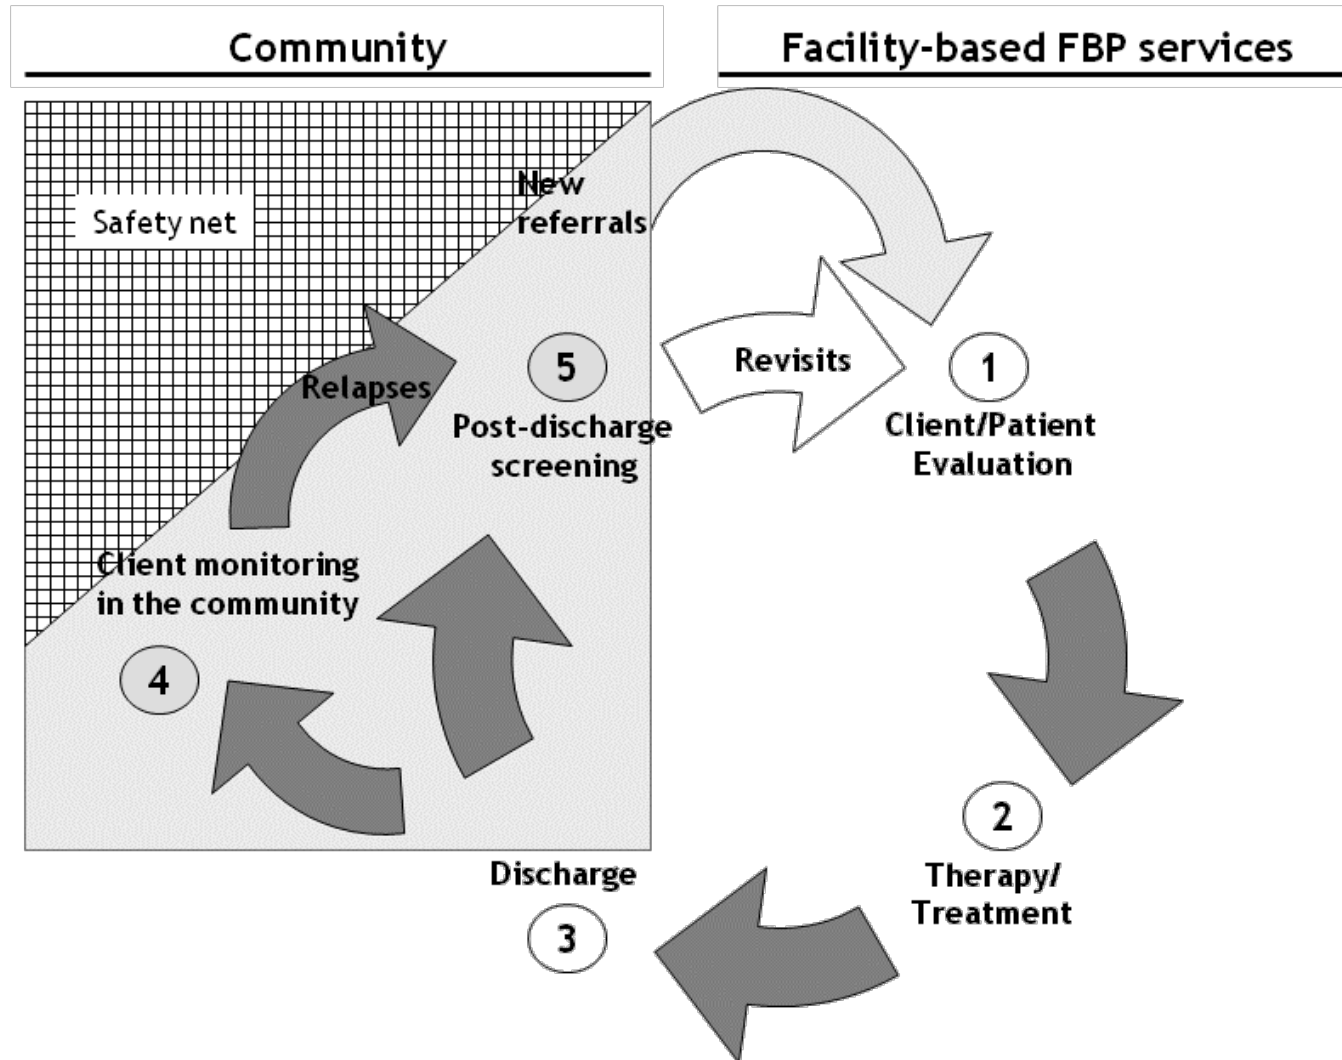 Community
Facility-based FBP services
Safety net
New
referrals
Relapses
5
Post-discharge
screening
Revisits
1
Client/Patient
Evaluation
Client monitoring
in the community
4
2
Therapy/
Treatment
Discharge
3